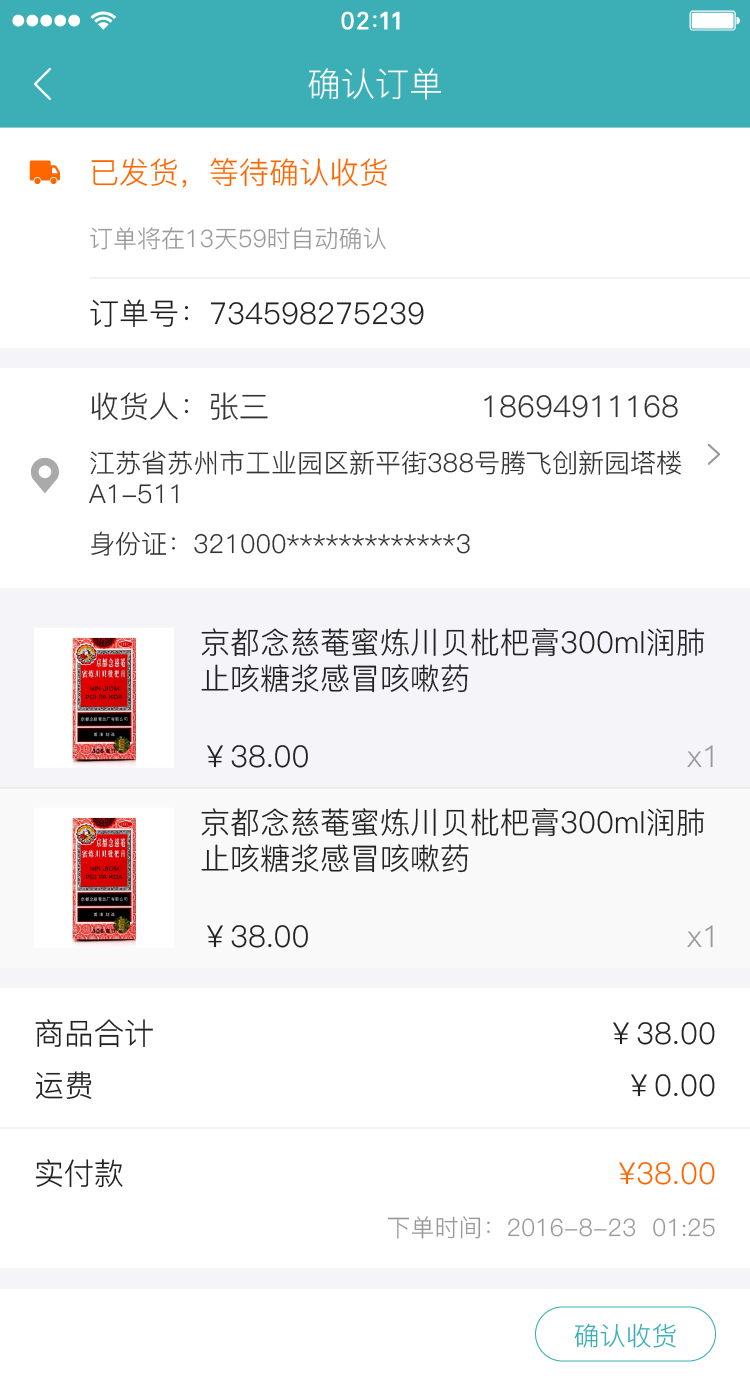 02:11
确认订单
已发货，等待确认收货
订单将在13天59时自动确认
订单号：734598275239
收货人：张三 18694911168
江苏省苏州市工业园区新平街388号腾飞创新园塔楼
A1-511
身份证：321000*************3
京都念慈菴蜜炼川贝枇杷膏300ml润肺
止咳糖浆感冒咳嗽药
¥38.00 x1
京都念慈菴蜜炼川贝枇杷膏300ml润肺
止咳糖浆感冒咳嗽药
¥38.00 x1
商品合计 ¥38.00
运费 ¥0.00
实付款 ¥38.00
下单时间：2016-8-23 01:25
确认收货